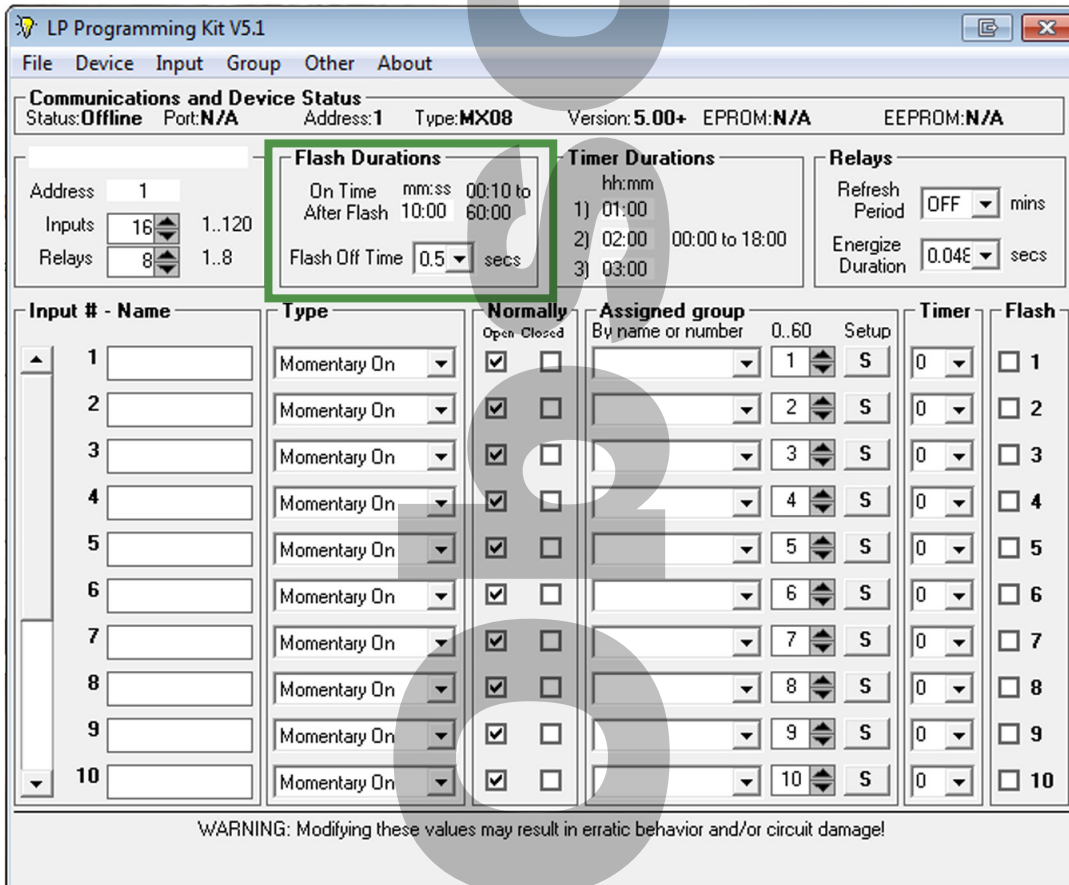 LP Programming Kit V5.1
File Device Input Group Other About
Communications and Device Status
Status:Offline Port:N/A Address:1 Type:MX08 Version:5.00+ EPROM:N/A EEPROM:N/A
Address 1
Inputs 16 1..120
Relays 8 1..8
Flash Durations
On Time After Flash mm:ss 10:00 00:10 to 60:00
Flash Off Time 0.5 secs
Timer Durations
hh:mm
1) 01:00
2) 02:00 00:00 to 18:00
3) 03:00
Relays
Refresh Period OFF mins
Energize Duration 0.048 secs
Input # - Name Type Normally Assigned group Timer Flash
Open Closed By name or number 0..60 Setup
1 Momentary On 1 S 0 1
2 Momentary On 2 S 0 2
3 Momentary On 3 S 0 3
4 Momentary On 4 S 0 4
5 Momentary On 5 S 0 5
6 Momentary On 6 S 0 6
7 Momentary On 7 S 0 7
8 Momentary On 8 S 0 8
9 Momentary On 9 S 0 9
10 Momentary On 10 S 0 10
WARNING: Modifying these values may result in erratic behavior and/or circuit damage!